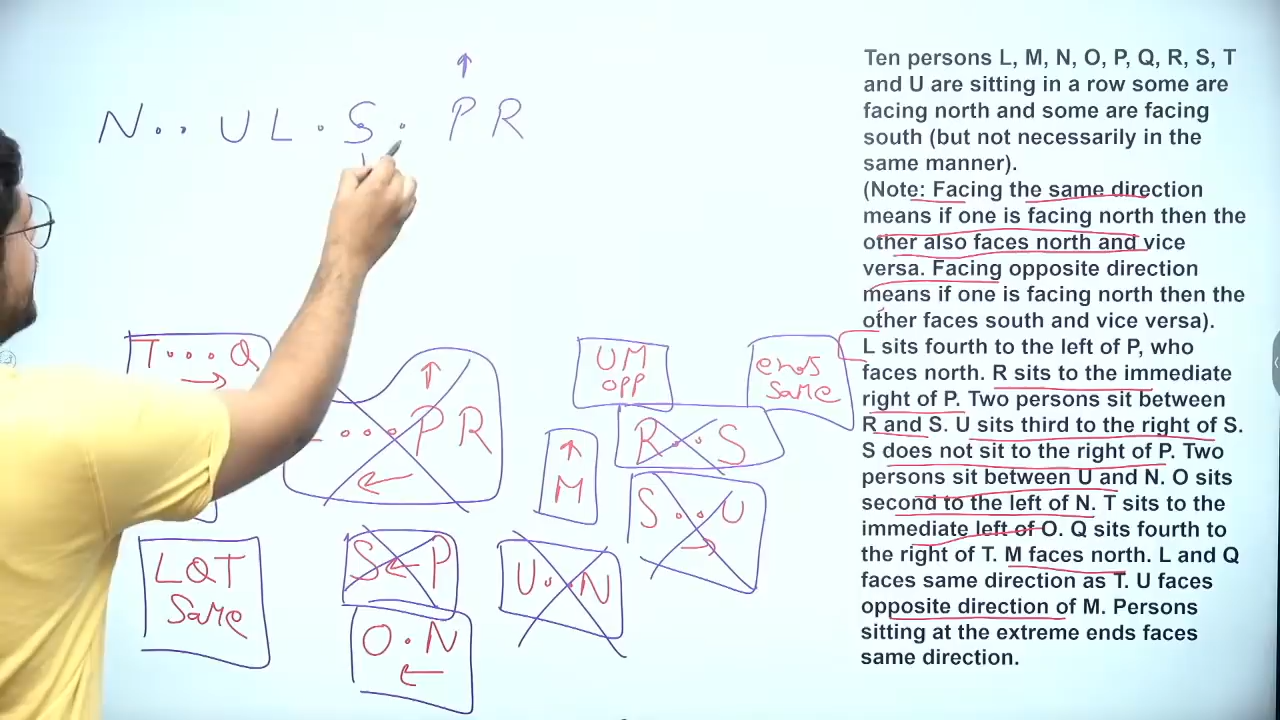 N . . U L . S . P R
T . . . Q
. . . P R
UM
OPP
ends
Same
R . . S
M
S . . U
LQT
Same
S P
U . . N
O . N
Ten persons L, M, N, O, P, Q, R, S, T
and U are sitting in a row some are
facing north and some are facing
south (but not necessarily in the
same manner).
(Note: Facing the same direction
means if one is facing north then the
other also faces north and vice
versa. Facing opposite direction
means if one is facing north then the
other faces south and vice versa).
L sits fourth to the left of P, who
faces north. R sits to the immediate
right of P. Two persons sit between
R and S. U sits third to the right of S.
S does not sit to the right of P. Two
persons sit between U and N. O sits
second to the left of N. T sits to the
immediate left of O. Q sits fourth to
the right of T. M faces north. L and Q
faces same direction as T. U faces
opposite direction of M. Persons
sitting at the extreme ends faces
same direction.